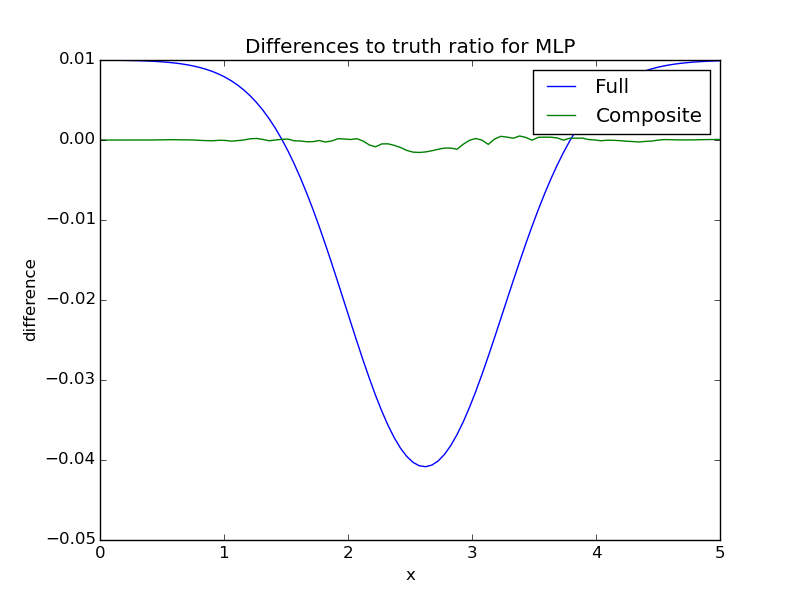 Differences to truth ratio for MLP
0.01
0.00
−0.01
−0.02
−0.03
−0.04
−0.05
difference
Full
Composite
0 1 2 3 4 5
x